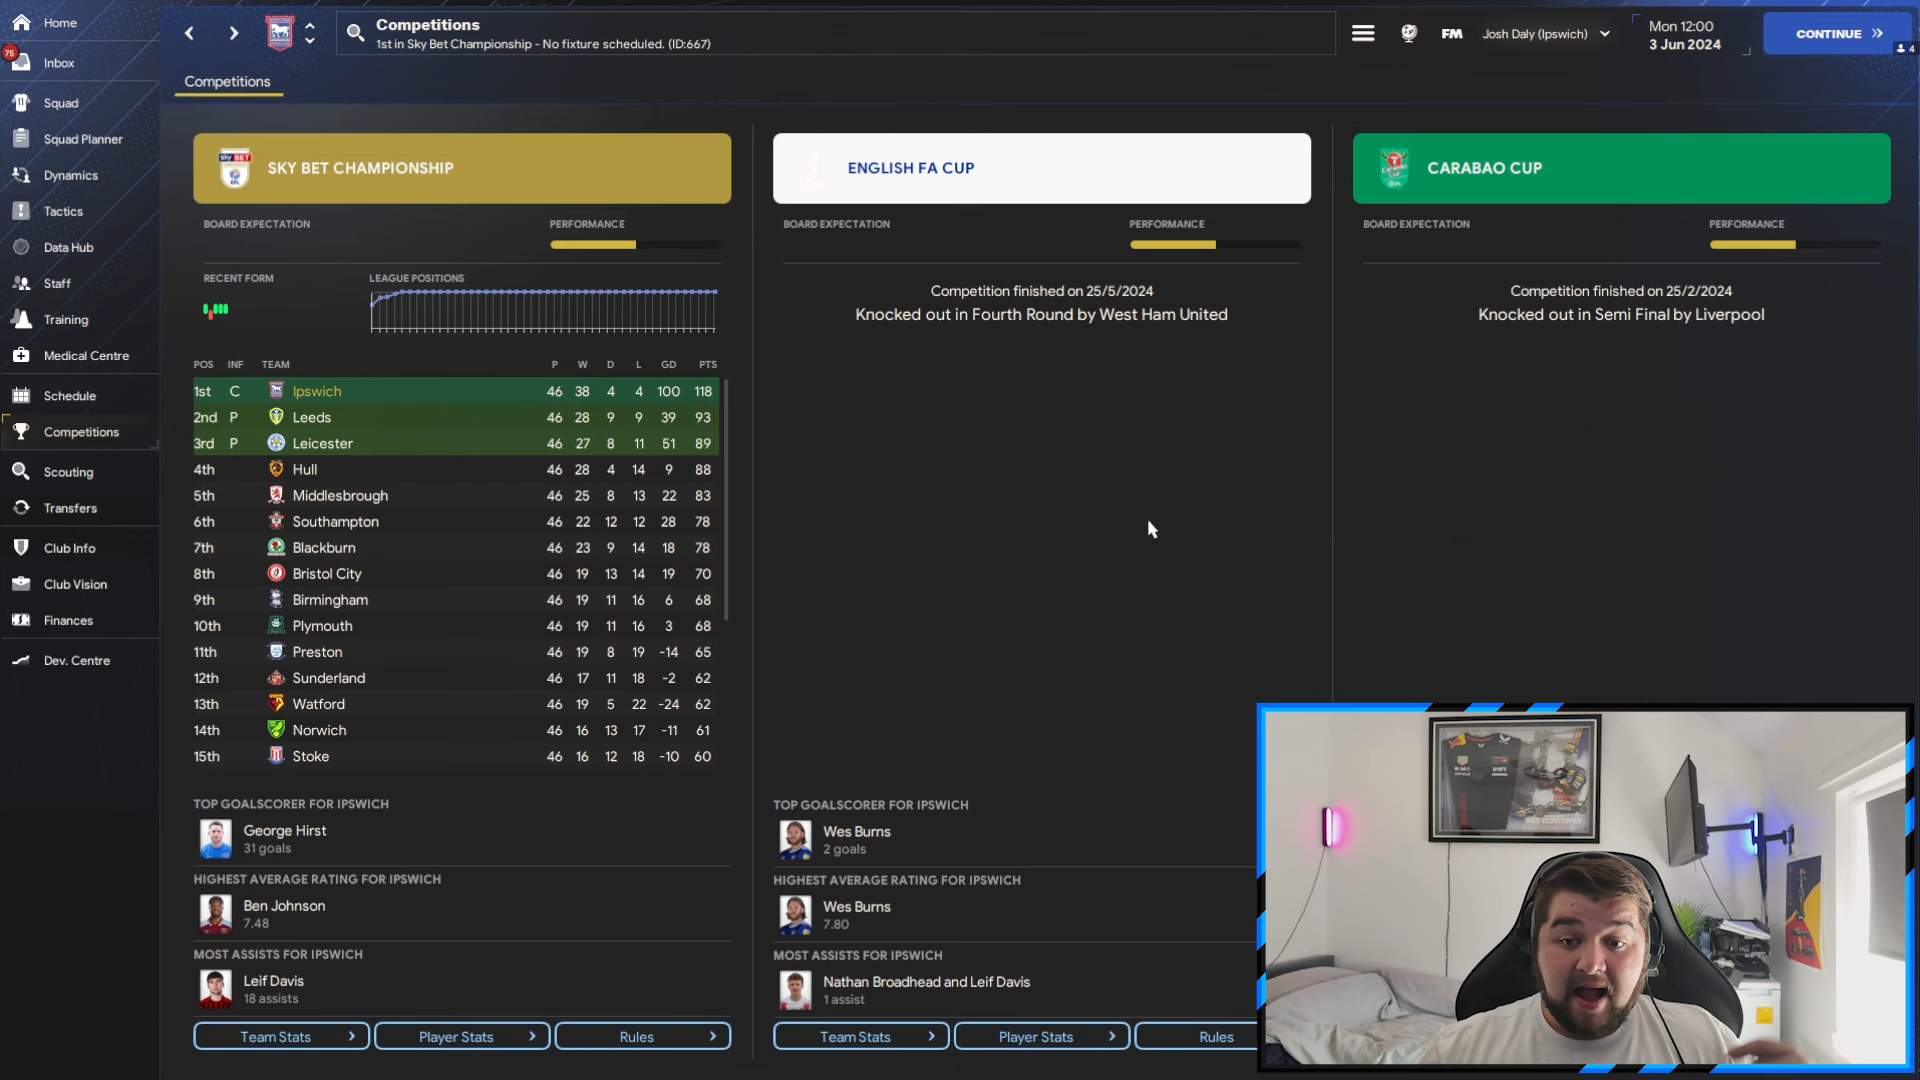 Home
75
Inbox
Squad
Squad Planner
Dynamics
Tactics
Data Hub
Staff
Training
Medical Centre
Schedule
Competitions
Scouting
Transfers
Club Info
Club Vision
Finances
Dev. Centre
Competitions
1st in Sky Bet Championship - No fixture scheduled. (ID:667)
FM
Josh Daly (Ipswich)
Mon 12:00
3 Jun 2024
CONTINUE
4
Competitions
SKY BET CHAMPIONSHIP
BOARD EXPECTATION PERFORMANCE
RECENT FORM LEAGUE POSITIONS
POS INF TEAM P W D L GD PTS
1st C Ipswich 46 38 4 4 100 118
2nd P Leeds 46 28 9 9 39 93
3rd P Leicester 46 27 8 11 51 89
4th Hull 46 28 4 14 9 88
5th Middlesbrough 46 25 8 13 22 83
6th Southampton 46 22 12 12 28 78
7th Blackburn 46 23 9 14 18 78
8th Bristol City 46 19 13 14 19 70
9th Birmingham 46 19 11 16 6 68
10th Plymouth 46 19 11 16 3 68
11th Preston 46 19 8 19 -14 65
12th Sunderland 46 17 11 18 -2 62
13th Watford 46 19 5 22 -24 62
14th Norwich 46 16 13 17 -11 61
15th Stoke 46 16 12 18 -10 60
TOP GOALSCORER FOR IPSWICH
George Hirst
31 goals
HIGHEST AVERAGE RATING FOR IPSWICH
Ben Johnson
7.48
MOST ASSISTS FOR IPSWICH
Leif Davis
18 assists
Team Stats Player Stats Rules
ENGLISH FA CUP
BOARD EXPECTATION PERFORMANCE
Competition finished on 25/5/2024
Knocked out in Fourth Round by West Ham United
TOP GOALSCORER FOR IPSWICH
Wes Burns
2 goals
HIGHEST AVERAGE RATING FOR IPSWICH
Wes Burns
7.80
MOST ASSISTS FOR IPSWICH
Nathan Broadhead and Leif Davis
1 assist
Team Stats Player Stats Rules
CARABAO CUP
BOARD EXPECTATION PERFORMANCE
Competition finished on 25/2/2024
Knocked out in Semi Final by Liverpool